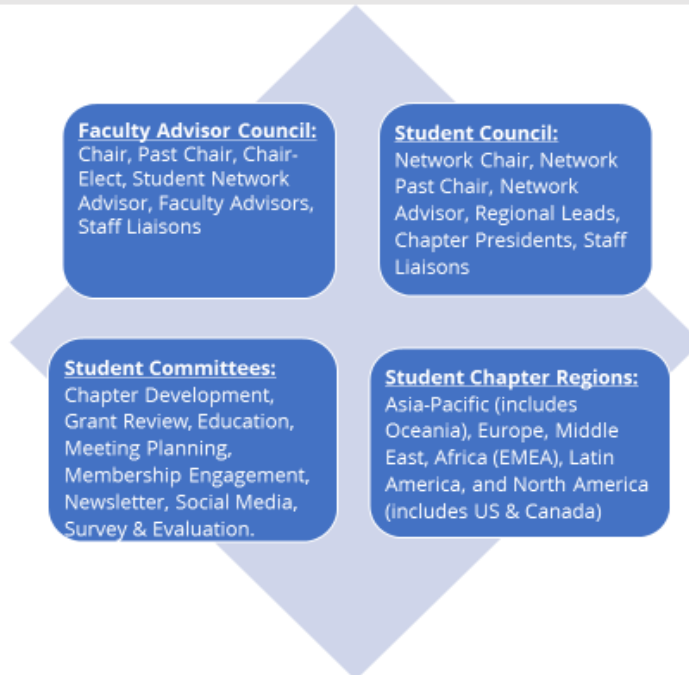 Faculty Advisor Council:
Chair, Past Chair, Chair-
Elect, Student Network
Advisor, Faculty Advisors,
Staff Liaisons
Student Council:
Network Chair, Network
Past Chair, Network
Advisor, Regional Leads,
Chapter Presidents, Staff
Liaisons
Student Committees:
Chapter Development,
Grant Review, Education,
Meeting Planning,
Membership Engagement,
Newsletter, Social Media,
Survey & Evaluation.
Student Chapter Regions:
Asia-Pacific (includes
Oceania), Europe, Middle
East, Africa (EMEA), Latin
America, and North America
(includes US & Canada)